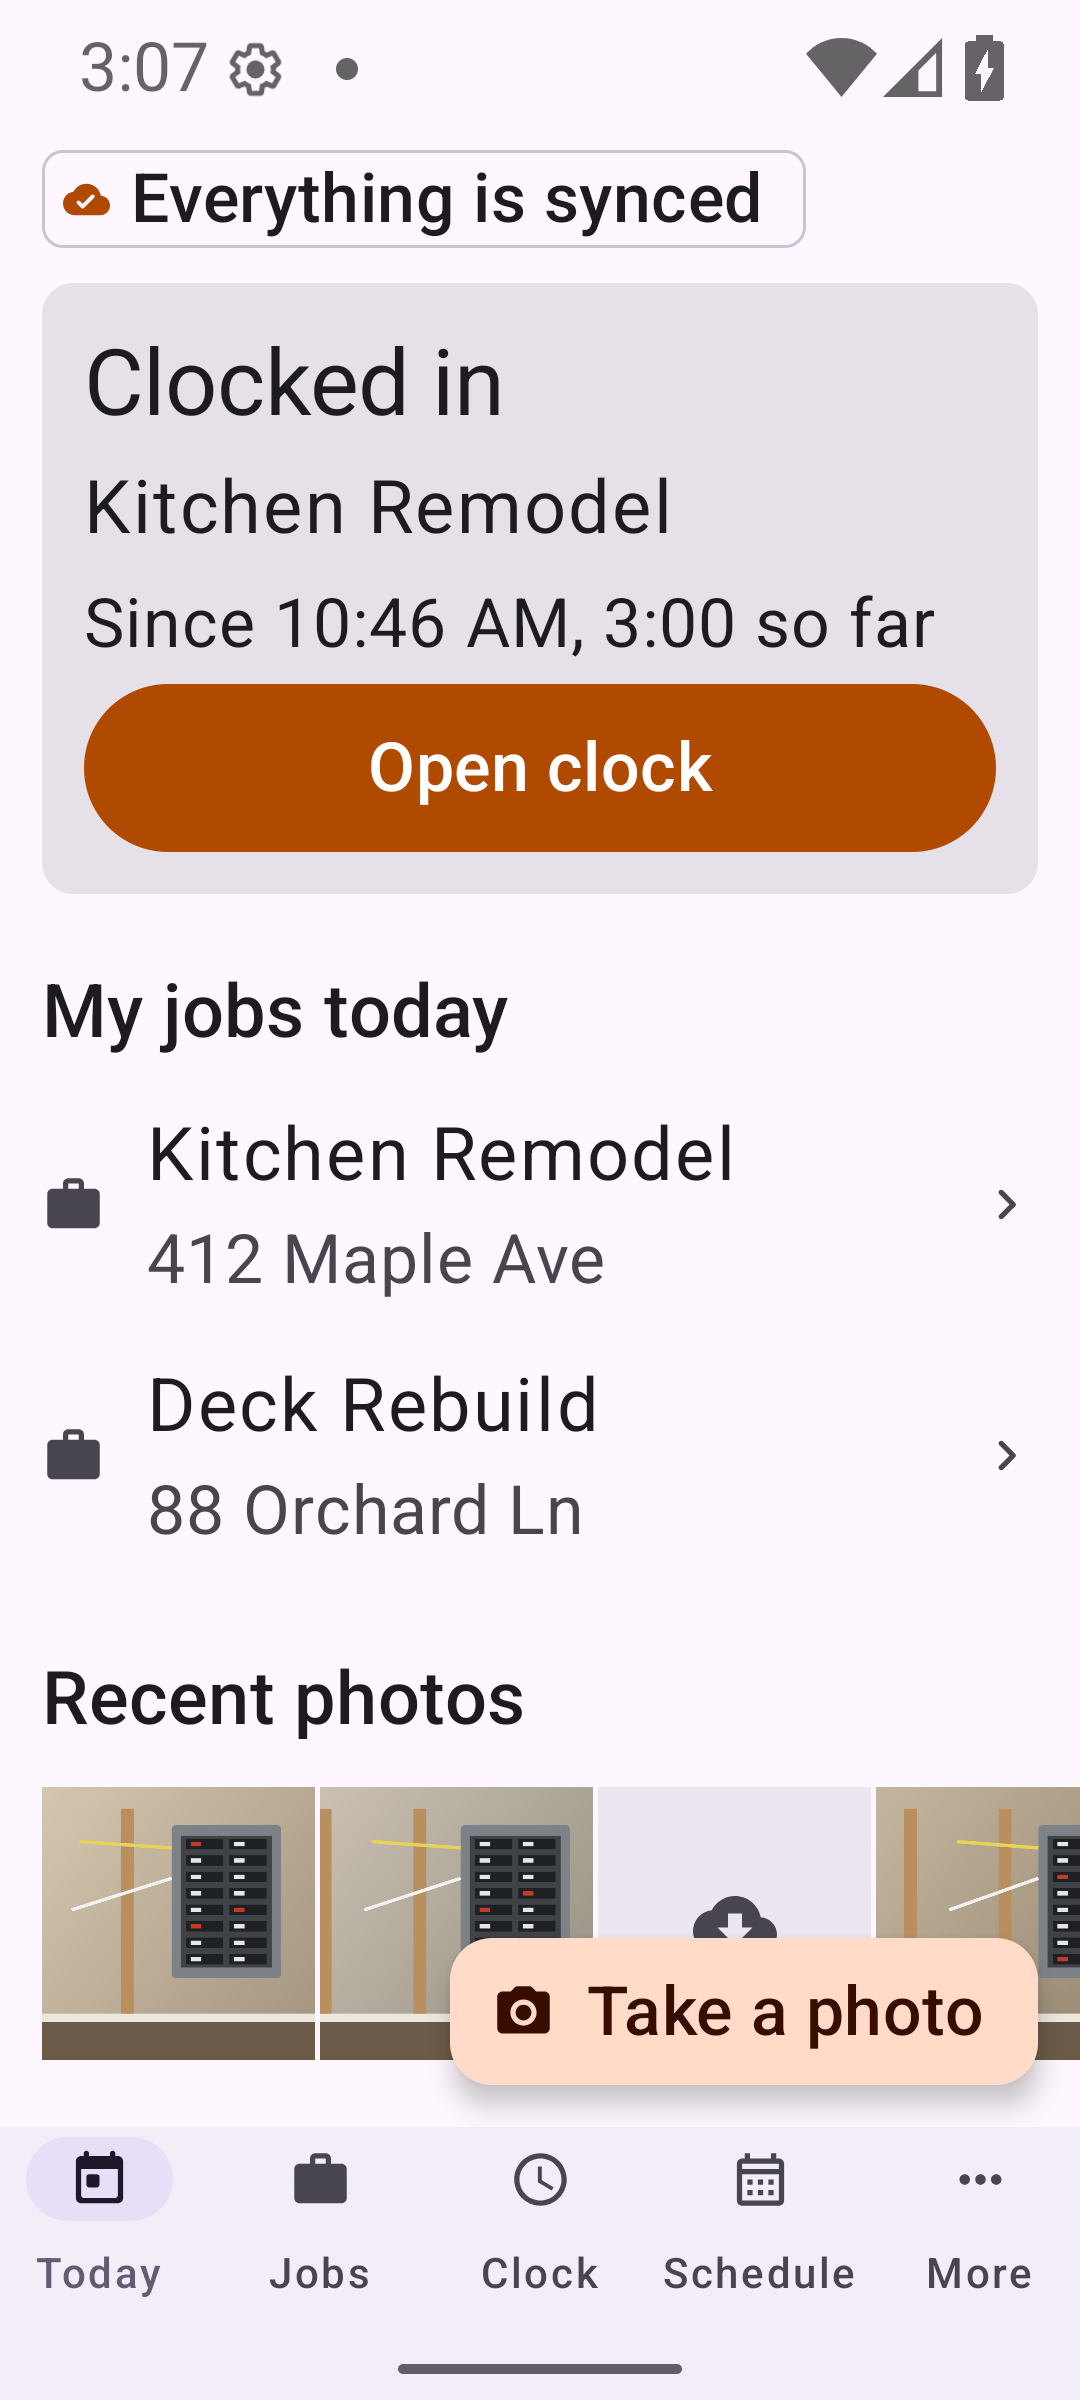 3:07
Everything is synced
Clocked in
Kitchen Remodel
Since 10:46 AM, 3:00 so far
Open clock
My jobs today
Kitchen Remodel
412 Maple Ave
Deck Rebuild
88 Orchard Ln
Recent photos
Take a photo
Today
Jobs
Clock
Schedule
More